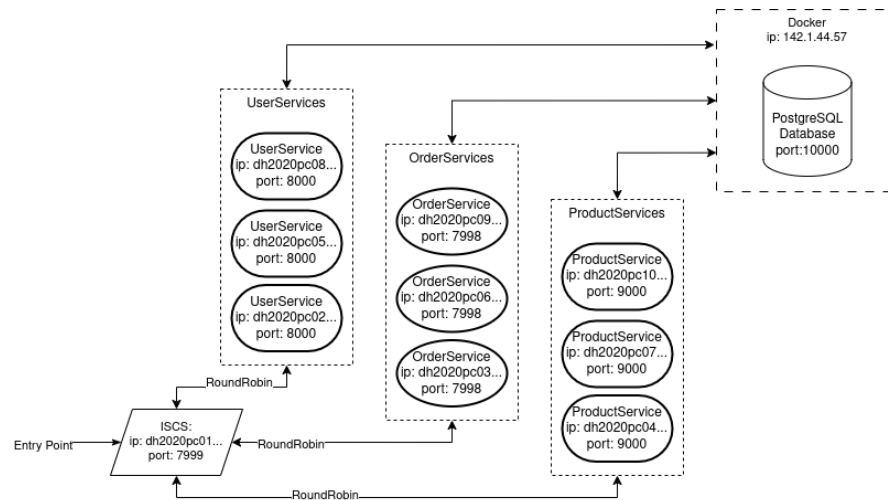 Docker
ip: 142.1.44.57
PostgreSQL
Database
port:10000
UserServices
UserService
ip: dh2020pc08...
port: 8000
UserService
ip: dh2020pc05...
port: 8000
UserService
ip: dh2020pc02...
port: 8000
OrderServices
OrderService
ip: dh2020pc09...
port: 7998
OrderService
ip: dh2020pc06...
port: 7998
OrderService
ip: dh2020pc03...
port: 7998
ProductServices
ProductService
ip: dh2020pc10...
port: 9000
ProductService
ip: dh2020pc07...
port: 9000
ProductService
ip: dh2020pc04...
port: 9000
RoundRobin
ISCS:
ip: dh2020pc01...
port: 7999
Entry Point
RoundRobin
RoundRobin